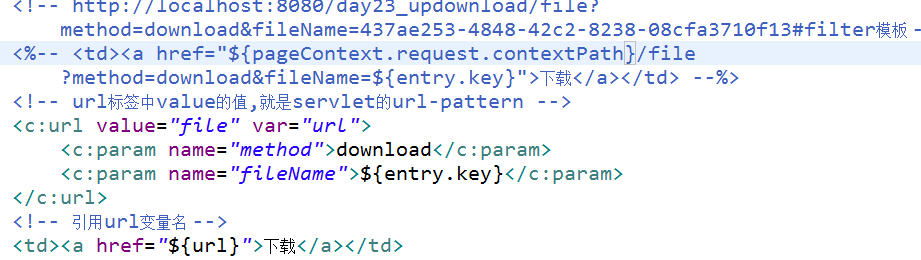 <!-- http://localhost:8080/day23_updownload/file?
method=download&fileName=437ae253-4848-42c2-8238-08cfa3710f13#filter模板 -
<%-- <td><a href="${pageContext.request.contextPath}/file
?method=download&fileName=${entry.key}">下载</a></td> --%>
<!-- url标签中value的值,就是servlet的url-pattern -->
<c:url value="file" var="url">
<c:param name="method">download</c:param>
<c:param name="fileName">${entry.key}</c:param>
</c:url>
<!-- 引用url变量名 -->
<td><a href="${url}">下载</a></td>